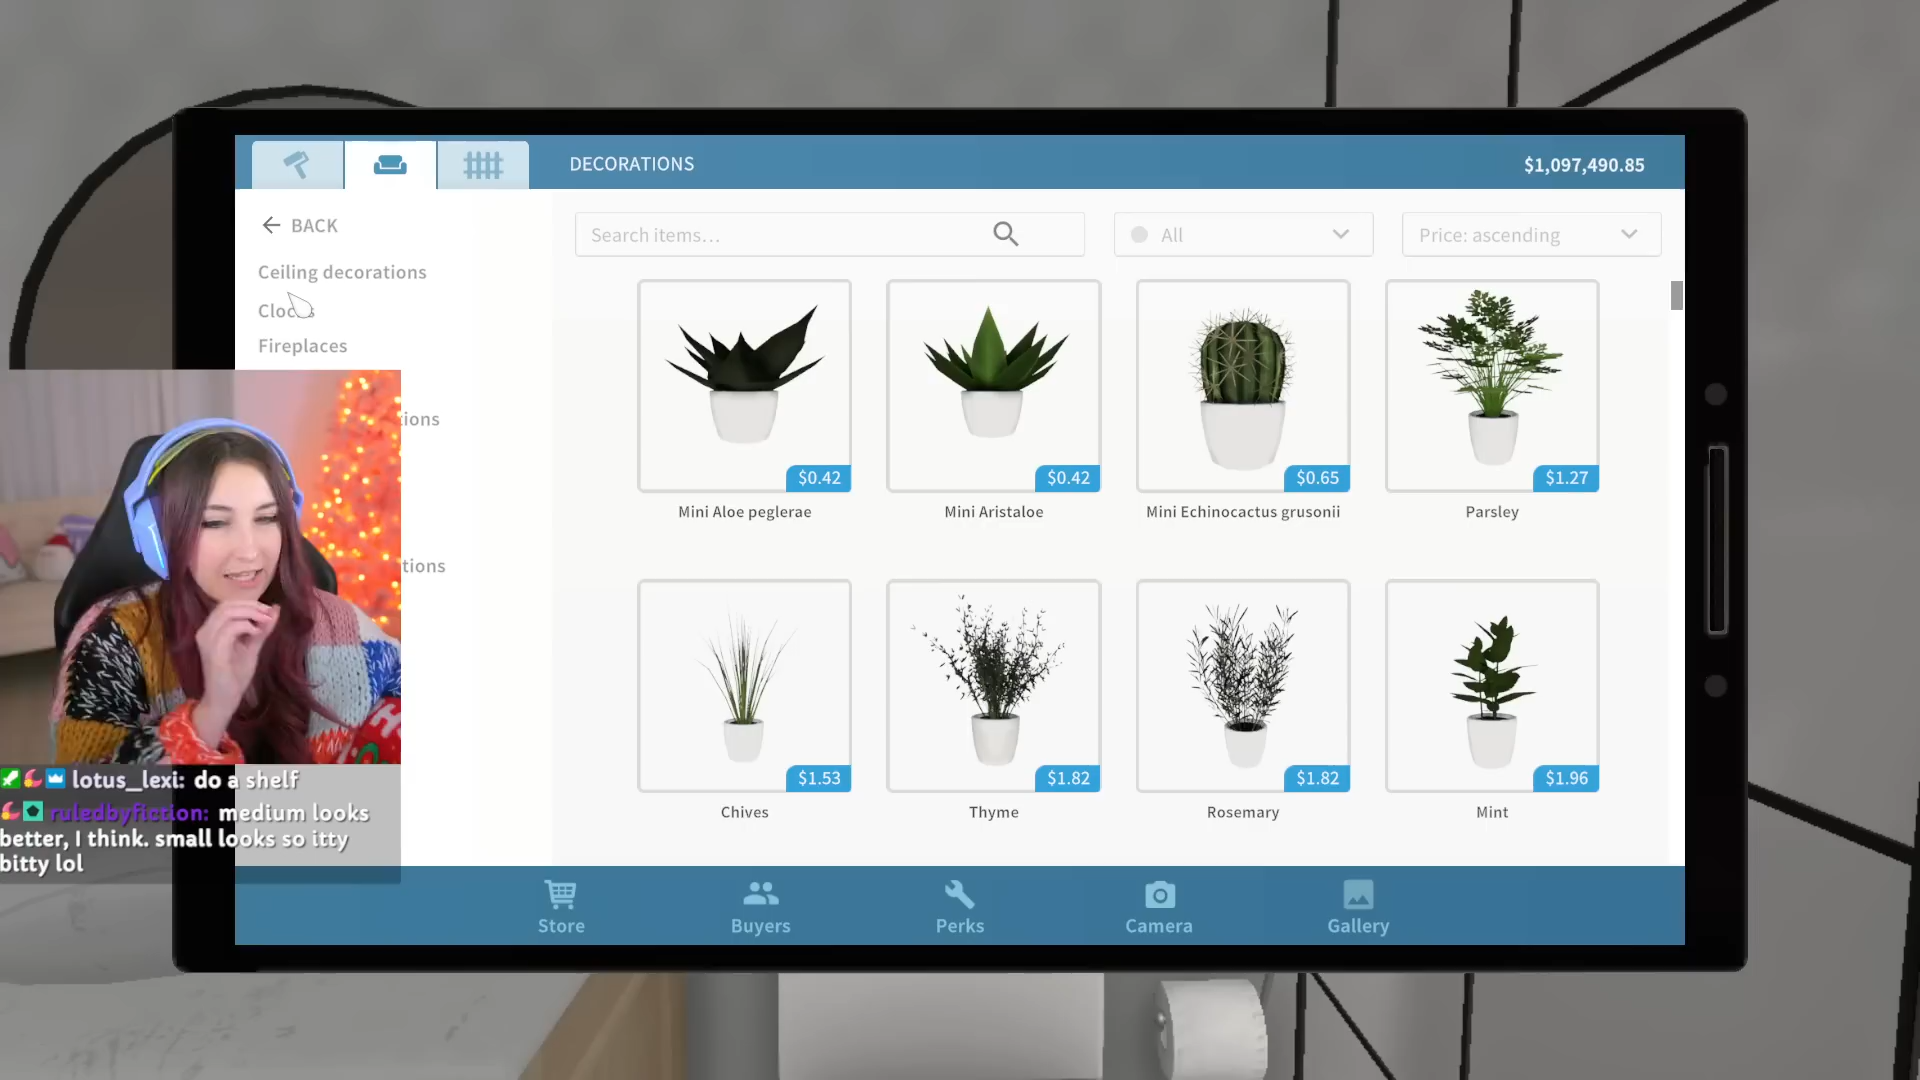 DECORATIONS
$1,097,490.85
BACK
Search items...
All
Price: ascending
Ceiling decorations
Clocks
Fireplaces
$0.42
$0.42
$0.65
$1.27
Mini Aloe peglerae
Mini Aristaloe
Mini Echinocactus grusonii
Parsley
$1.53
$1.82
$1.82
$1.96
Chives
Thyme
Rosemary
Mint
lotus_lexi: do a shelf
ruledbyfiction: medium looks
better, I think. small looks so itty
bitty lol
Store
Buyers
Perks
Camera
Gallery